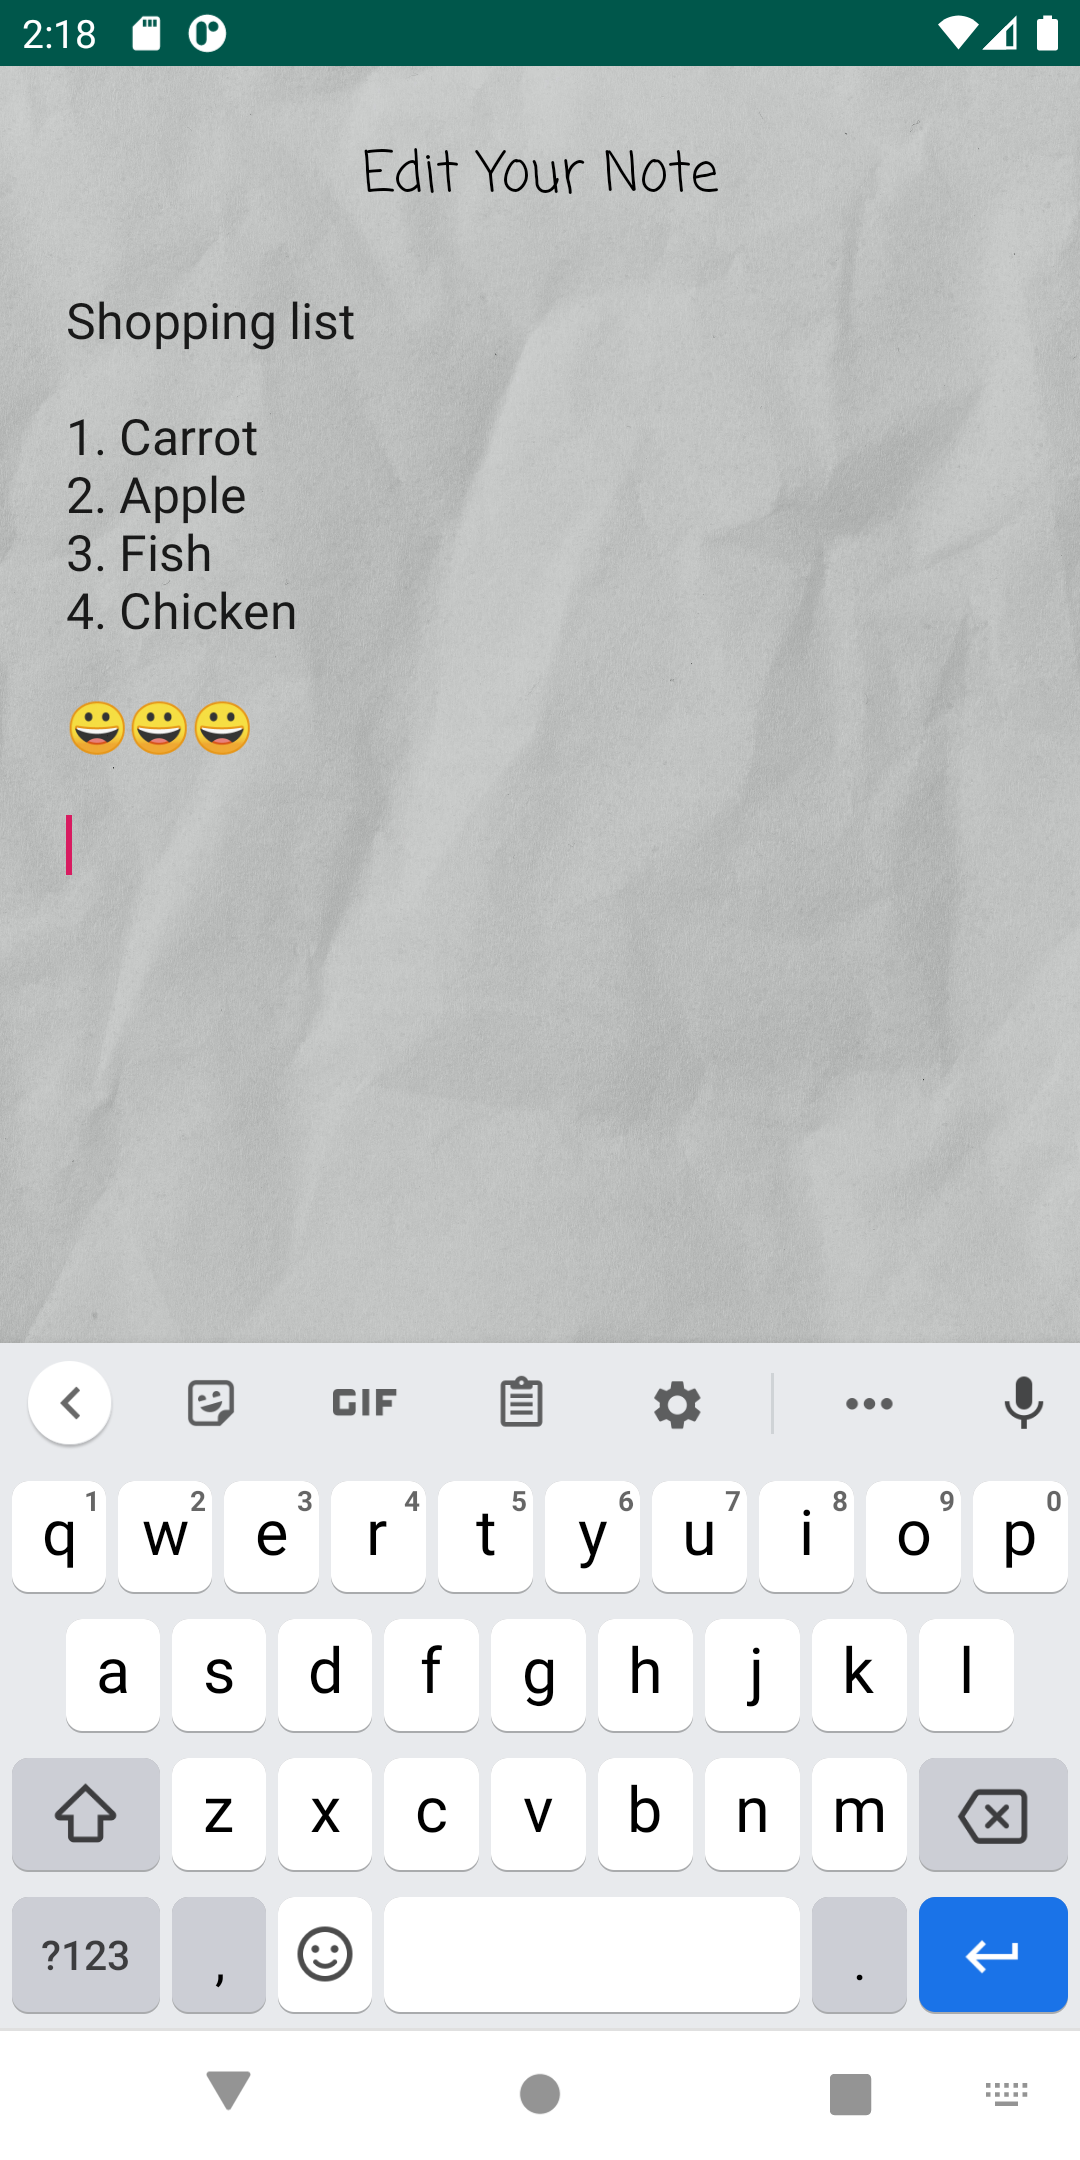 2:18
Edit Your Note
Shopping list
1. Carrot
2. Apple
3. Fish
4. Chicken
😀😀😀
GIF
q 1 w 2 e 3 r 4 t 5 y 6 u 7 i 8 o 9 p 0
a s d f g h j k l
z x c v b n m
?123 , .